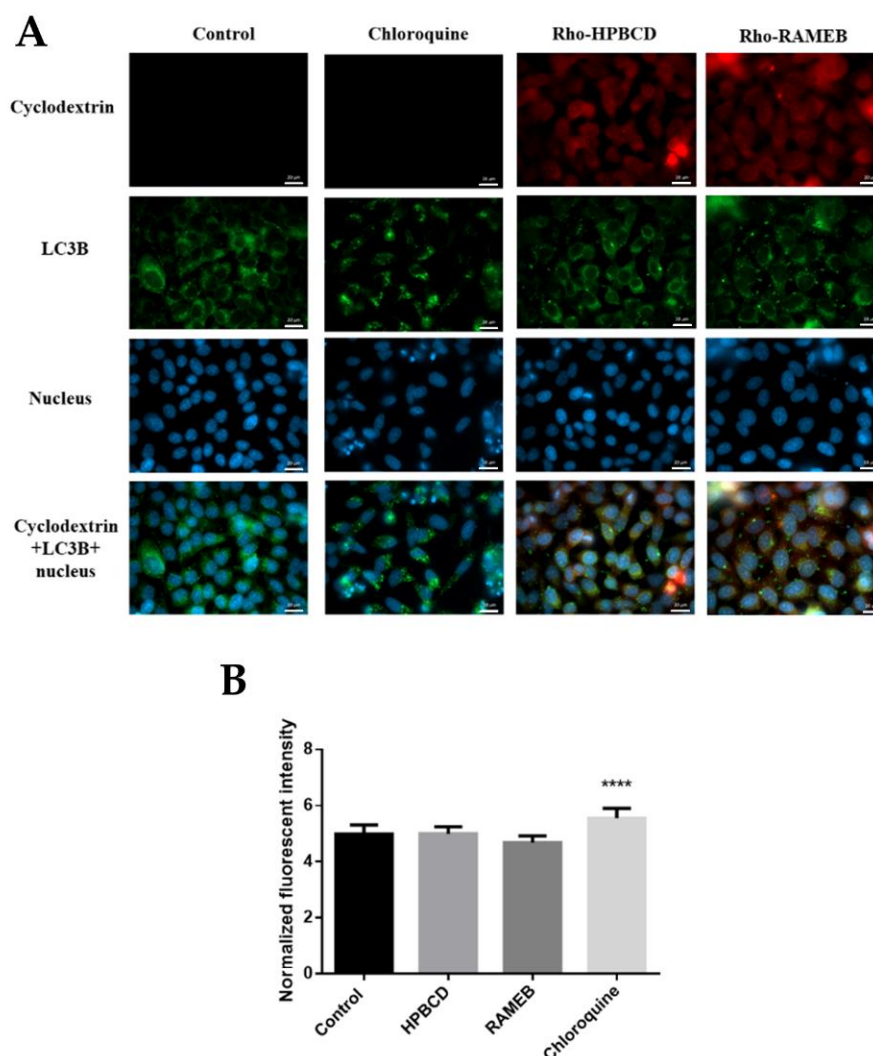 A
Control Chloroquine Rho-HPBCD Rho-RAMEB
Cyclodextrin
LC3B
Nucleus
Cyclodextrin
+LC3B+
nucleus
B
Normalized fluorescent intensity
8
6
4
2
0
****
Control
HPBCD
RAMEB
Chloroquine